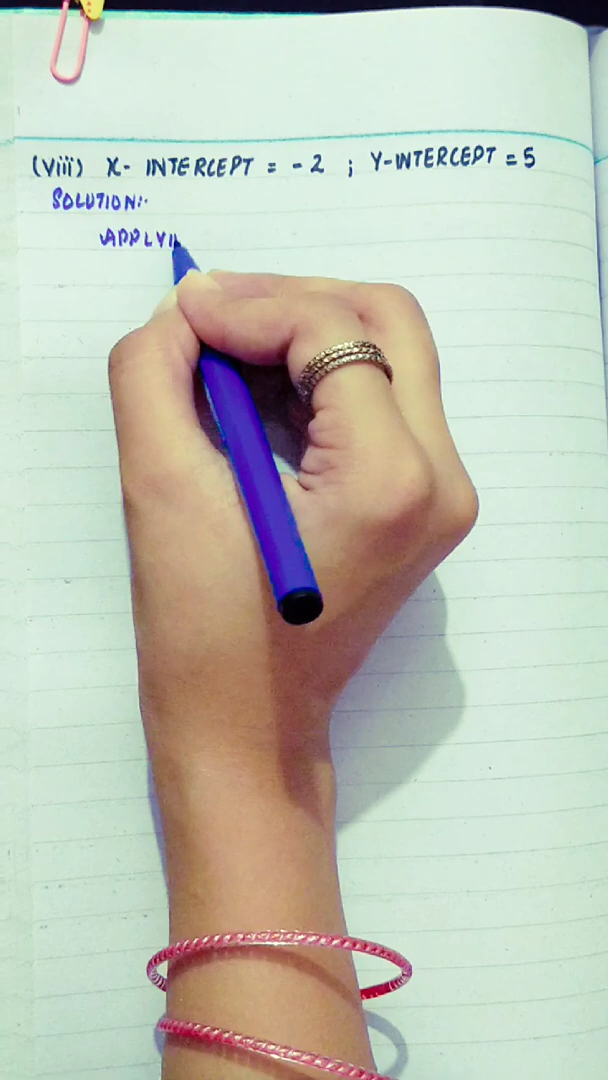 (viii) X- INTERCEPT = -2 ; Y-INTERCEPT = 5
SOLUTION:-